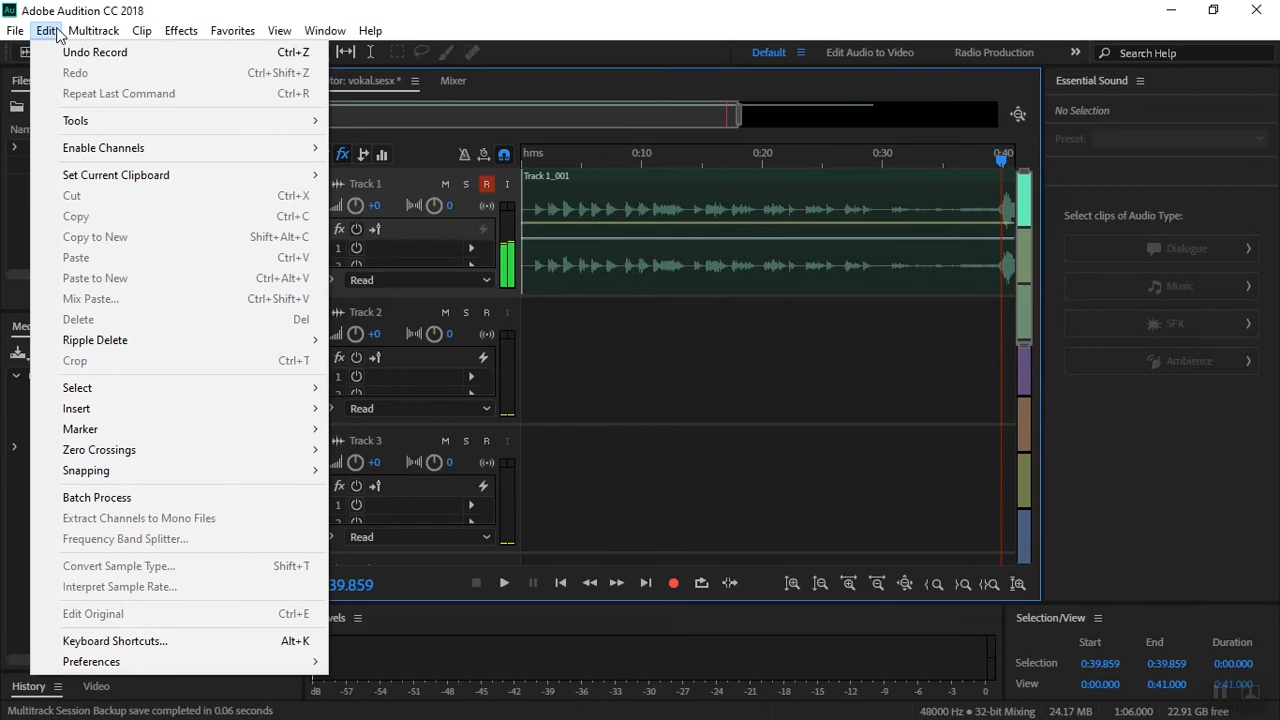 Adobe Audition CC 2018
File Edit Multitrack Clip Effects Favorites View Window Help
Undo Record Ctrl+Z
Redo Ctrl+Shift+Z
Repeat Last Command Ctrl+R
Tools
Enable Channels
Set Current Clipboard
Cut Ctrl+X
Copy Ctrl+C
Copy to New Shift+Alt+C
Paste Ctrl+V
Paste to New Ctrl+Alt+V
Mix Paste... Ctrl+Shift+V
Delete Del
Ripple Delete
Crop Ctrl+T
Select
Insert
Marker
Zero Crossings
Snapping
Batch Process
Extract Channels to Mono Files
Frequency Band Splitter...
Convert Sample Type... Shift+T
Interpret Sample Rate...
Edit Original Ctrl+E
Keyboard Shortcuts... Alt+K
Preferences
Default Edit Audio to Video Radio Production Search Help
tor: vokal.sesx* Mixer
hms 0:10 0:20 0:30 0:40
Track 1 M S R I
Track 1_001
+0 0
fx
1
Read
Track 2 M S R I
+0 0
fx
1
Read
Track 3 M S R I
+0 0
fx
1
Read
39.859
Essential Sound
No Selection
Preset:
Select clips of Audio Type:
Dialogue
Music
SFX
Ambience
History Video
dB -57 -54 -51 -48 -45 -42 -39 -36 -33 -30 -27 -24 -21 -18 -15 -12 -9 -6 -3 0
Selection/View
Start End Duration
Selection 0:39.859 0:39.859 0:00.000
View 0:00.000 0:41.000 0:41.000
Multitrack Session Backup save completed in 0.06 seconds
48000 Hz • 32-bit Mixing 24.17 MB 1:06.000 22.91 GB free